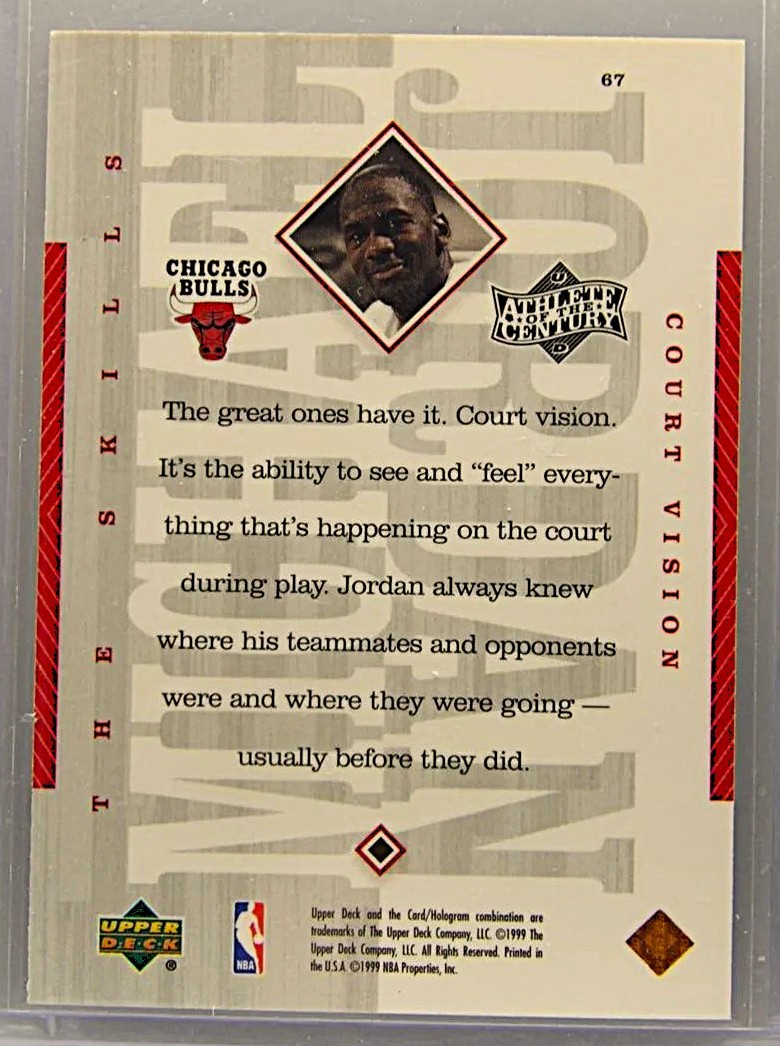 67
THE SKILLS
CHICAGO
BULLS
MICHAEL
JORDAN
UD
ATHLETE
OF THE
CENTURY
COURT VISION
The great ones have it. Court vision.
It's the ability to see and “feel” every-
thing that's happening on the court
during play. Jordan always knew
where his teammates and opponents
were and where they were going —
usually before they did.
UPPER
DECK
®
NBA
Upper Deck and the Card/Hologram combination are
trademarks of The Upper Deck Company, LLC. ©1999 The
Upper Deck Company, LLC. All Rights Reserved. Printed in
the U.S.A. ©1999 NBA Properties, Inc.